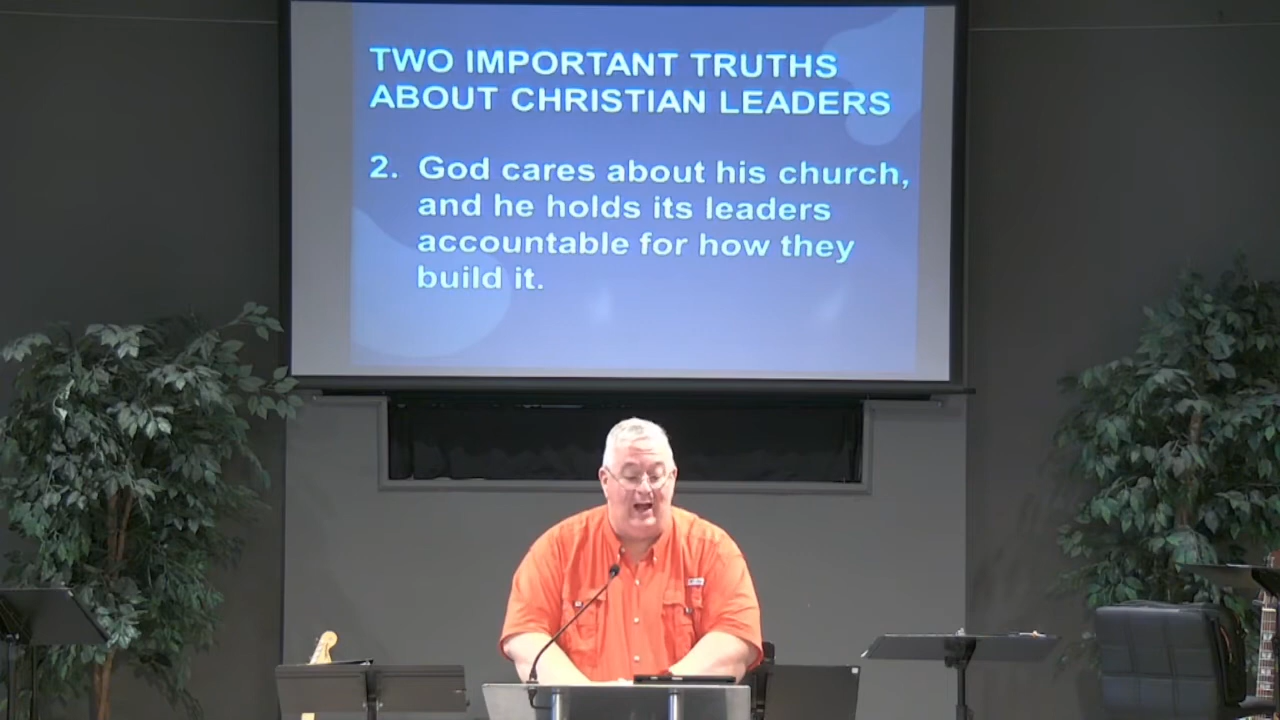 TWO IMPORTANT TRUTHS
ABOUT CHRISTIAN LEADERS
2. God cares about his church,
and he holds its leaders
accountable for how they
build it.